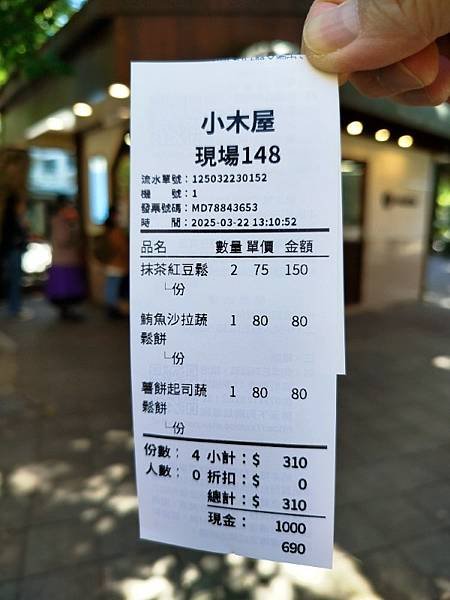 小木屋
現場148
流水單號：125032230152
機　　號：1
發票號碼：MD78843653
時　　間：2025-03-22 13:10:52
品名 數量 單價 金額
抹茶紅豆鬆 2 75 150
└份
鮪魚沙拉蔬 1 80 80
鬆餅
└份
薯餅起司蔬 1 80 80
鬆餅
└份
份數： 4 小計：$ 310
人數： 0 折扣：$ 0
總計：$ 310
現金： 1000
690